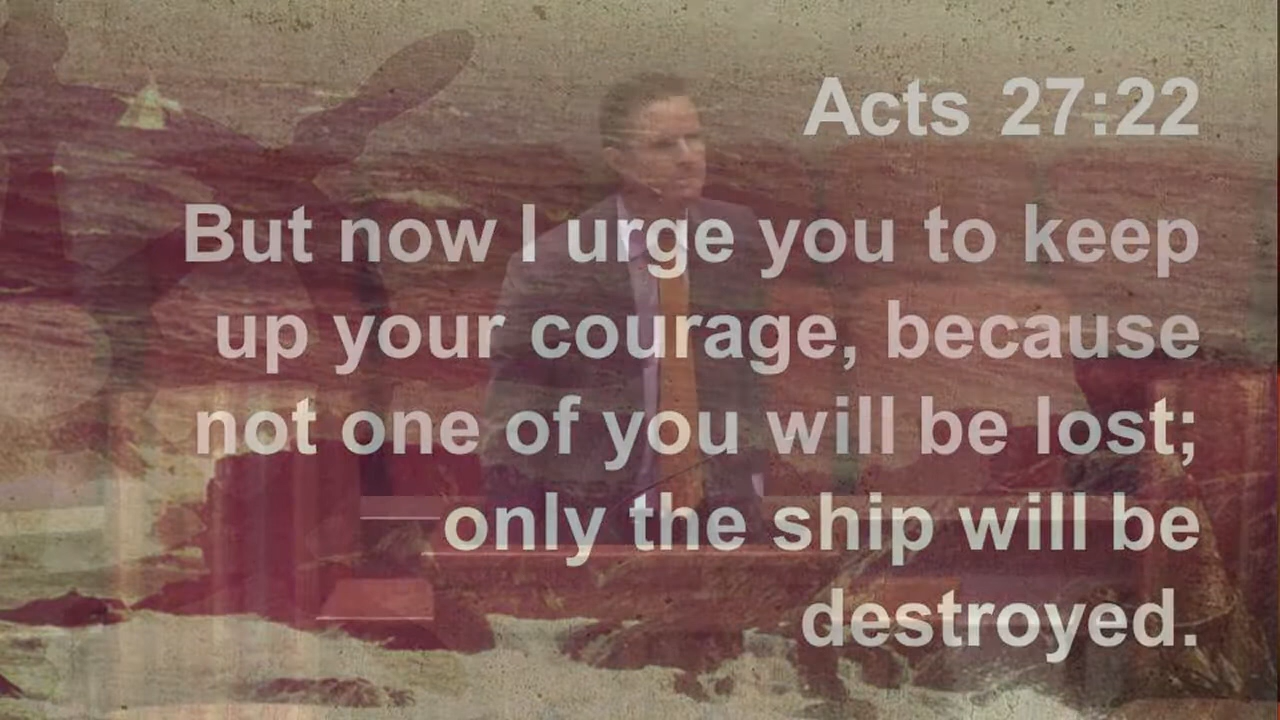 Acts 27:22
But now I urge you to keep
up your courage, because
not one of you will be lost;
only the ship will be
destroyed.